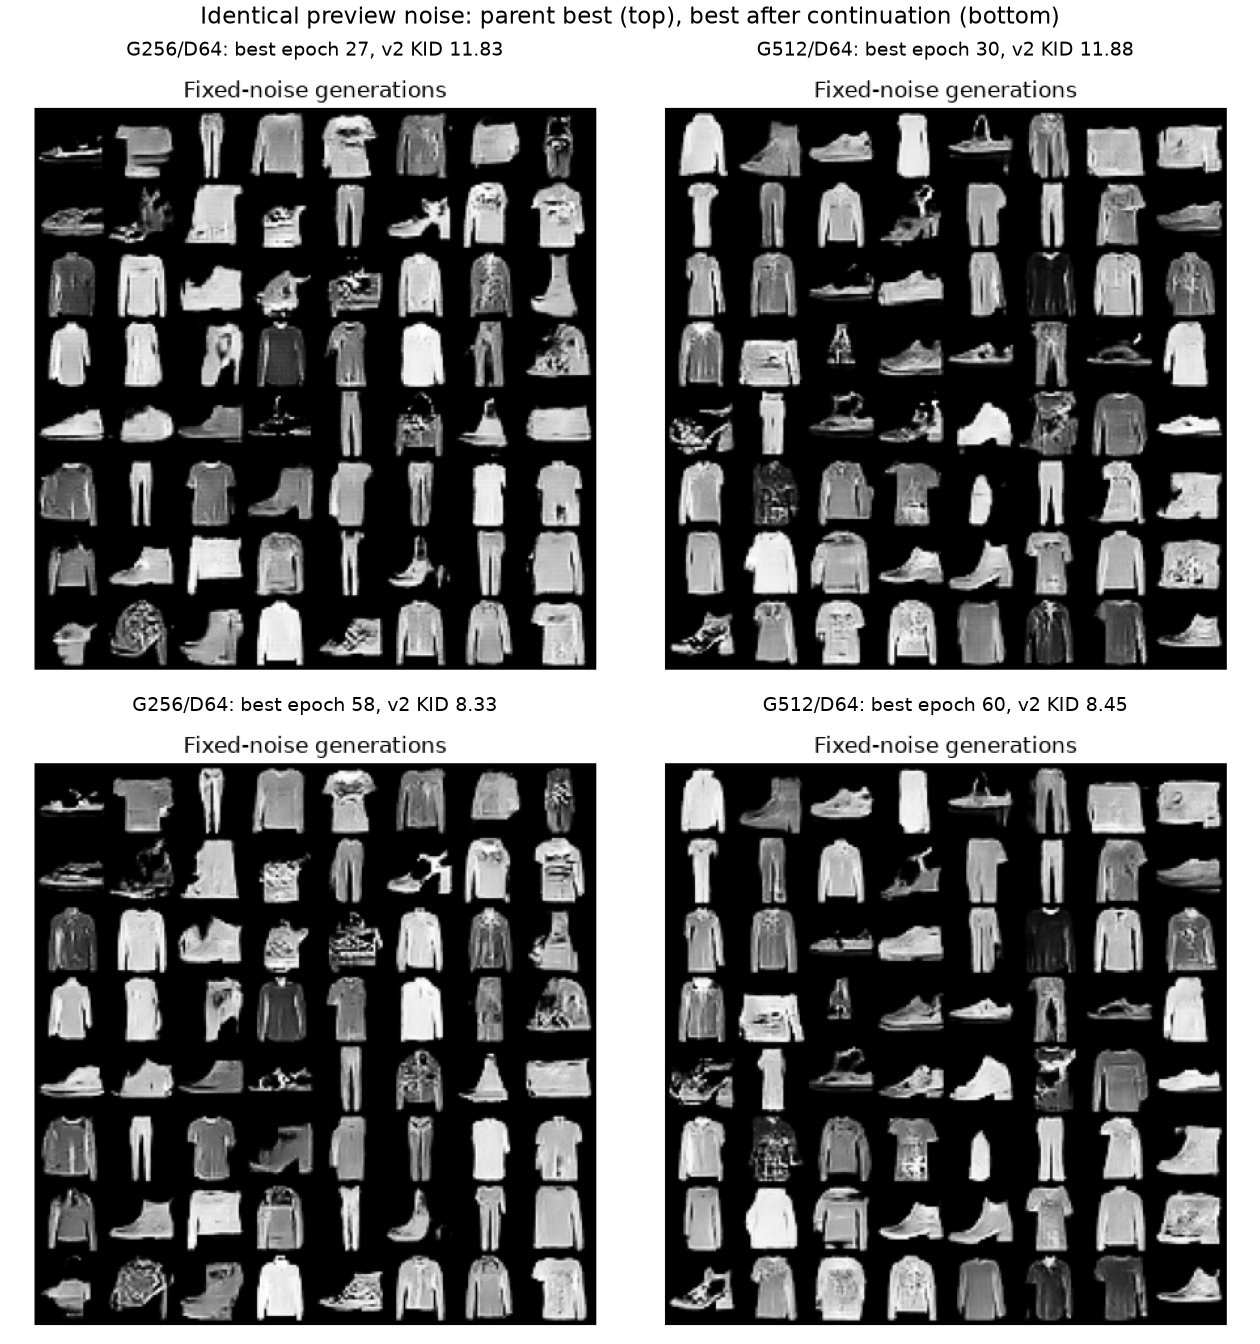 Identical preview noise: parent best (top), best after continuation (bottom)
G256/D64: best epoch 27, v2 KID 11.83
G512/D64: best epoch 30, v2 KID 11.88
Fixed-noise generations
Fixed-noise generations
G256/D64: best epoch 58, v2 KID 8.33
G512/D64: best epoch 60, v2 KID 8.45
Fixed-noise generations
Fixed-noise generations